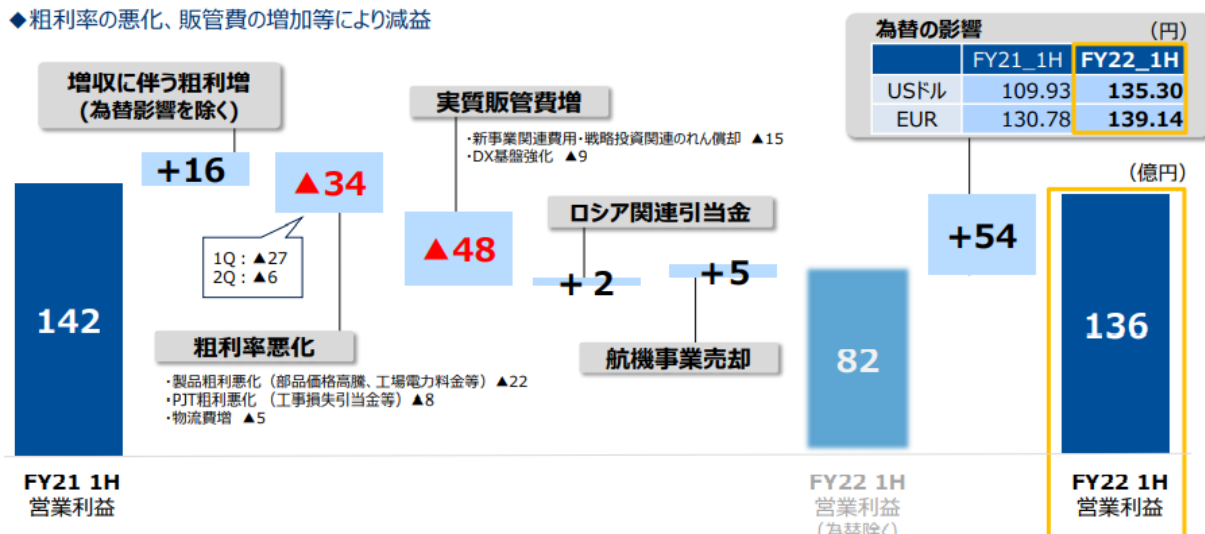 ◆粗利率の悪化、販管費の増加等により減益
為替の影響
(円)
FY21_1H FY22_1H
USドル 109.93 135.30
EUR 130.78 139.14
増収に伴う粗利増
(為替影響を除く)
+16
▲34
1Q：▲27
2Q：▲6
粗利率悪化
・製品粗利悪化（部品価格高騰、工場電力料金等）▲22
・PJT粗利悪化 （工事損失引当金等）▲8
・物流費増 ▲5
実質販管費増
・新事業関連費用・戦略投資関連のれん償却 ▲15
・DX基盤強化 ▲9
▲48
ロシア関連引当金
+2
+5
航機事業売却
(億円)
+54
142
82
136
FY21 1H
営業利益
FY22 1H
営業利益
(為替除く)
FY22 1H
営業利益